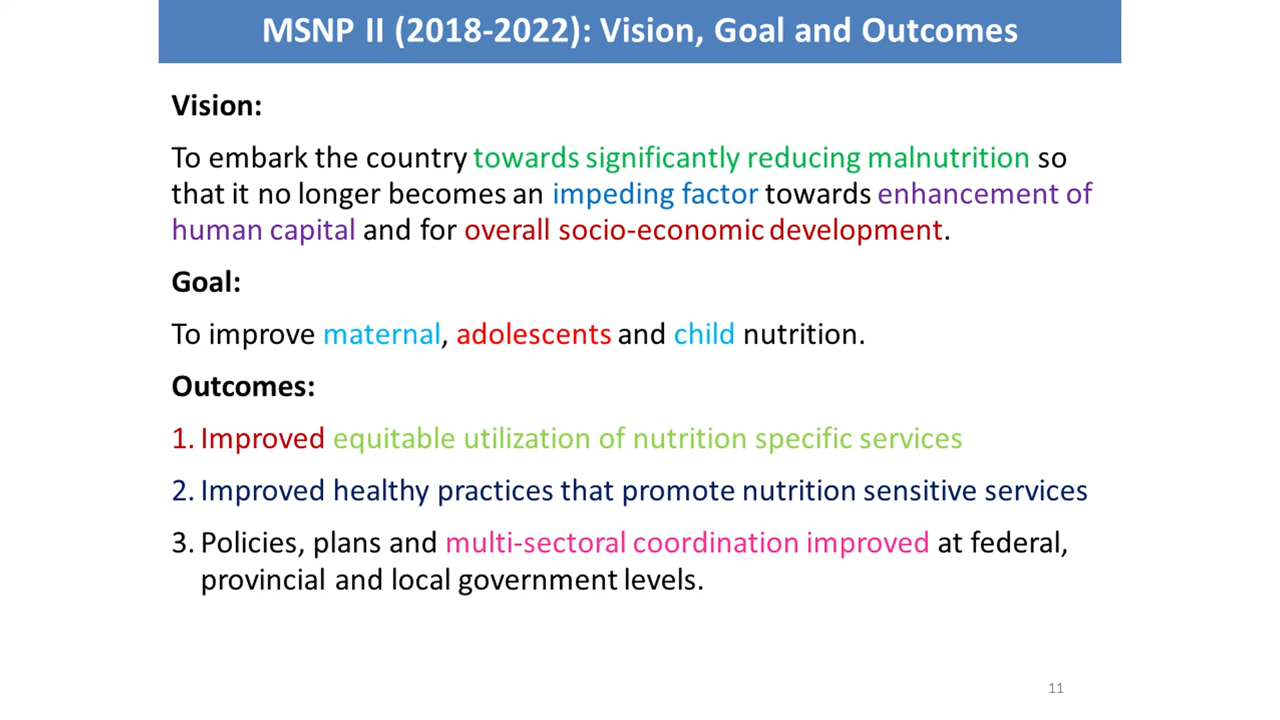 MSNP II (2018-2022): Vision, Goal and Outcomes
Vision:
To embark the country towards significantly reducing malnutrition so
that it no longer becomes an impeding factor towards enhancement of
human capital and for overall socio-economic development.
Goal:
To improve maternal, adolescents and child nutrition.
Outcomes:
1. Improved equitable utilization of nutrition specific services
2. Improved healthy practices that promote nutrition sensitive services
3. Policies, plans and multi-sectoral coordination improved at federal,
provincial and local government levels.
11